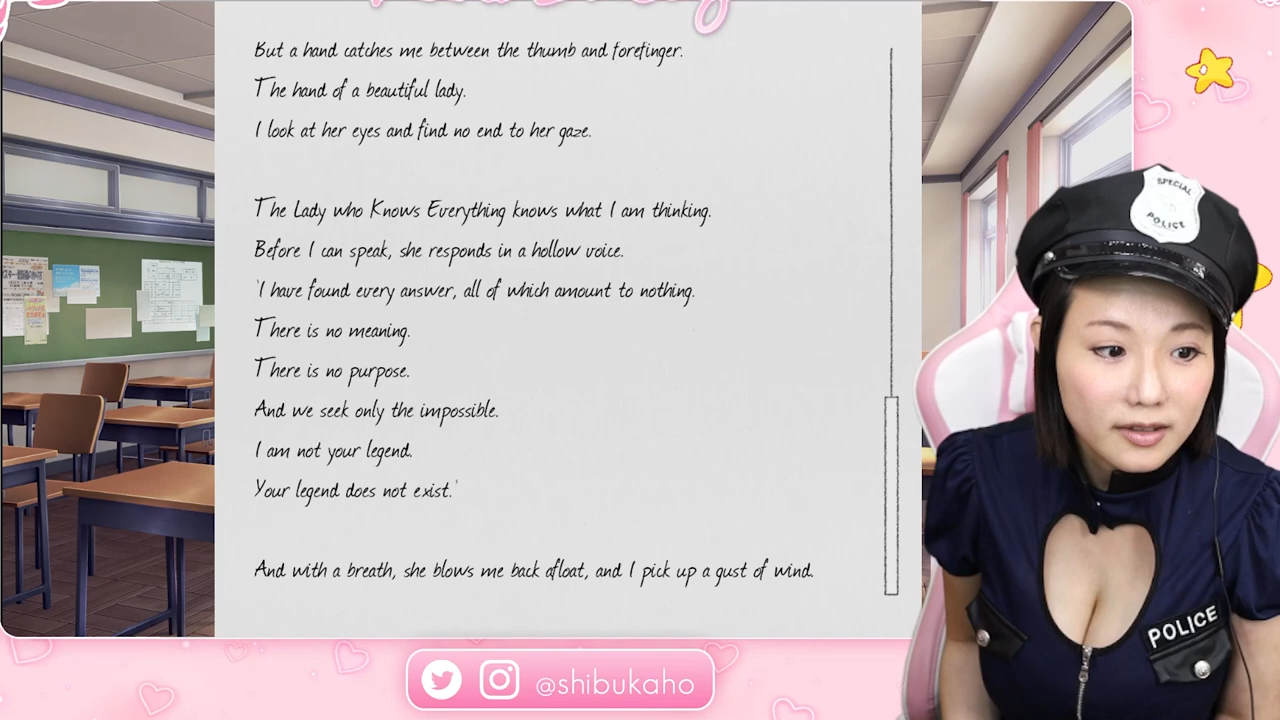 But a hand catches me between the thumb and forefinger.
The hand of a beautiful lady.
I look at her eyes and find no end to her gaze.
The Lady who Knows Everything knows what I am thinking.
Before I can speak, she responds in a hollow voice.
'I have found every answer, all of which amount to nothing.
There is no meaning.
There is no purpose.
And we seek only the impossible.
I am not your legend.
Your legend does not exist.'
And with a breath, she blows me back afloat, and I pick up a gust of wind.
SPECIAL
POLICE
POLICE
@shibukaho